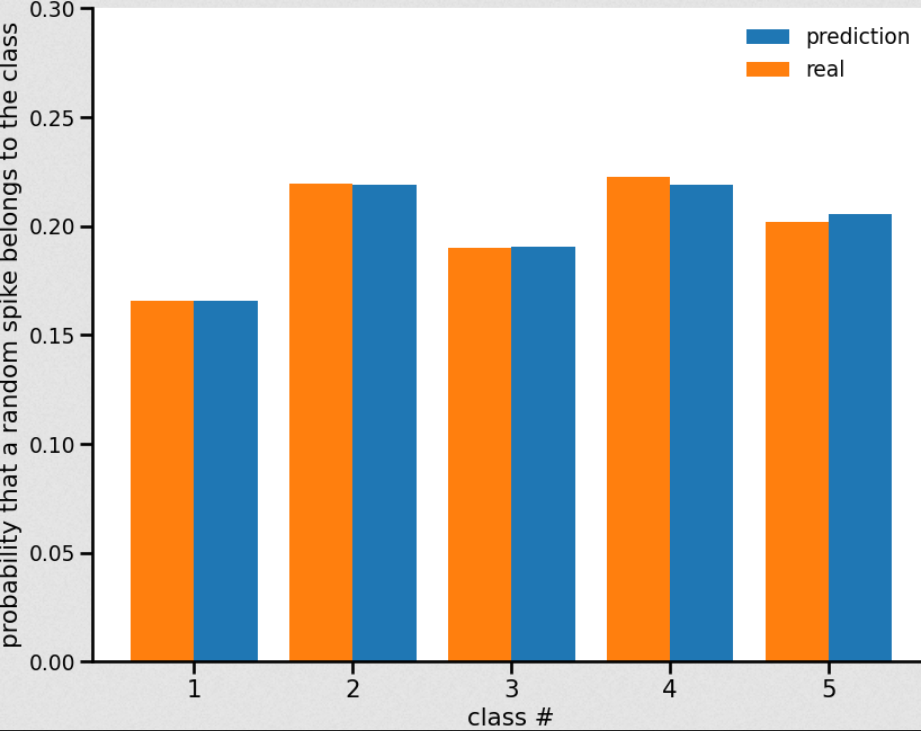 probability that a random spike belongs to the class
0.30
0.25
0.20
0.15
0.10
0.05
0.00
prediction
real
1 2 3 4 5
class #